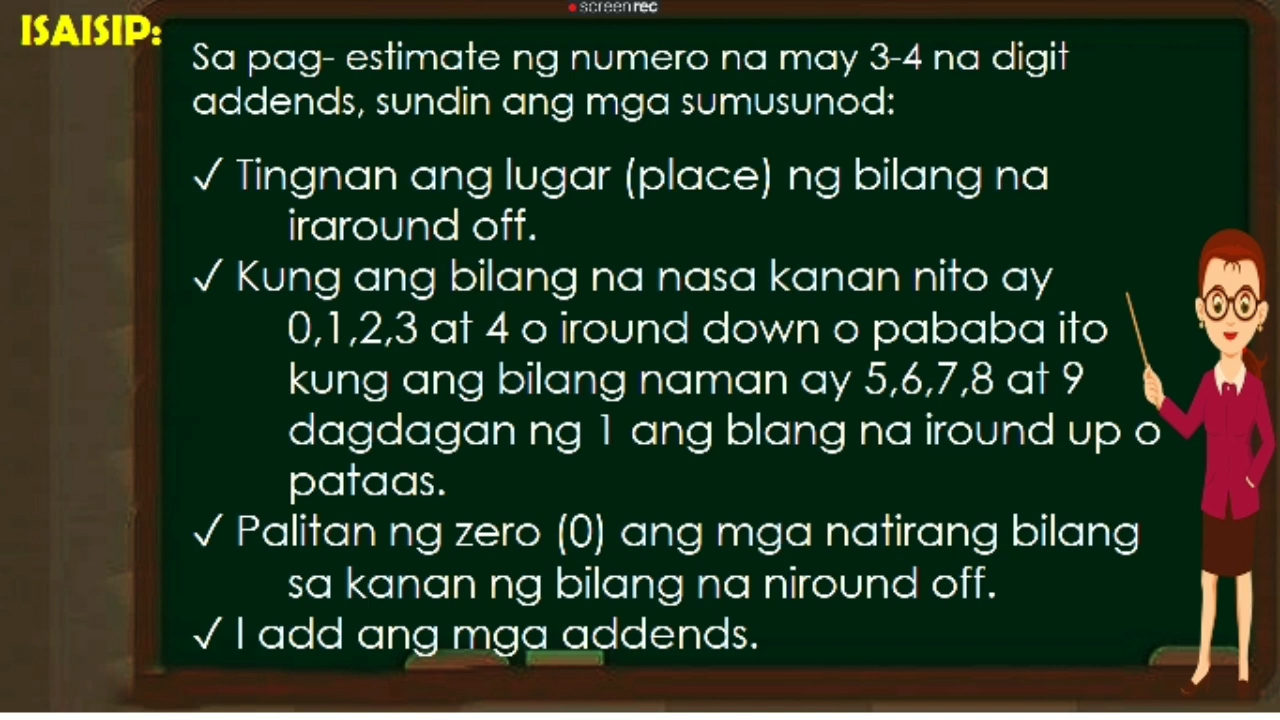 screenrec
ISAISIP:
Sa pag- estimate ng numero na may 3-4 na digit
addends, sundin ang mga sumusunod:
✓ Tingnan ang lugar (place) ng bilang na
iraround off.
✓ Kung ang bilang na nasa kanan nito ay
0,1,2,3 at 4 o iround down o pababa ito
kung ang bilang naman ay 5,6,7,8 at 9
dagdagan ng 1 ang blang na iround up o
pataas.
✓ Palitan ng zero (0) ang mga natirang bilang
sa kanan ng bilang na niround off.
✓ I add ang mga addends.